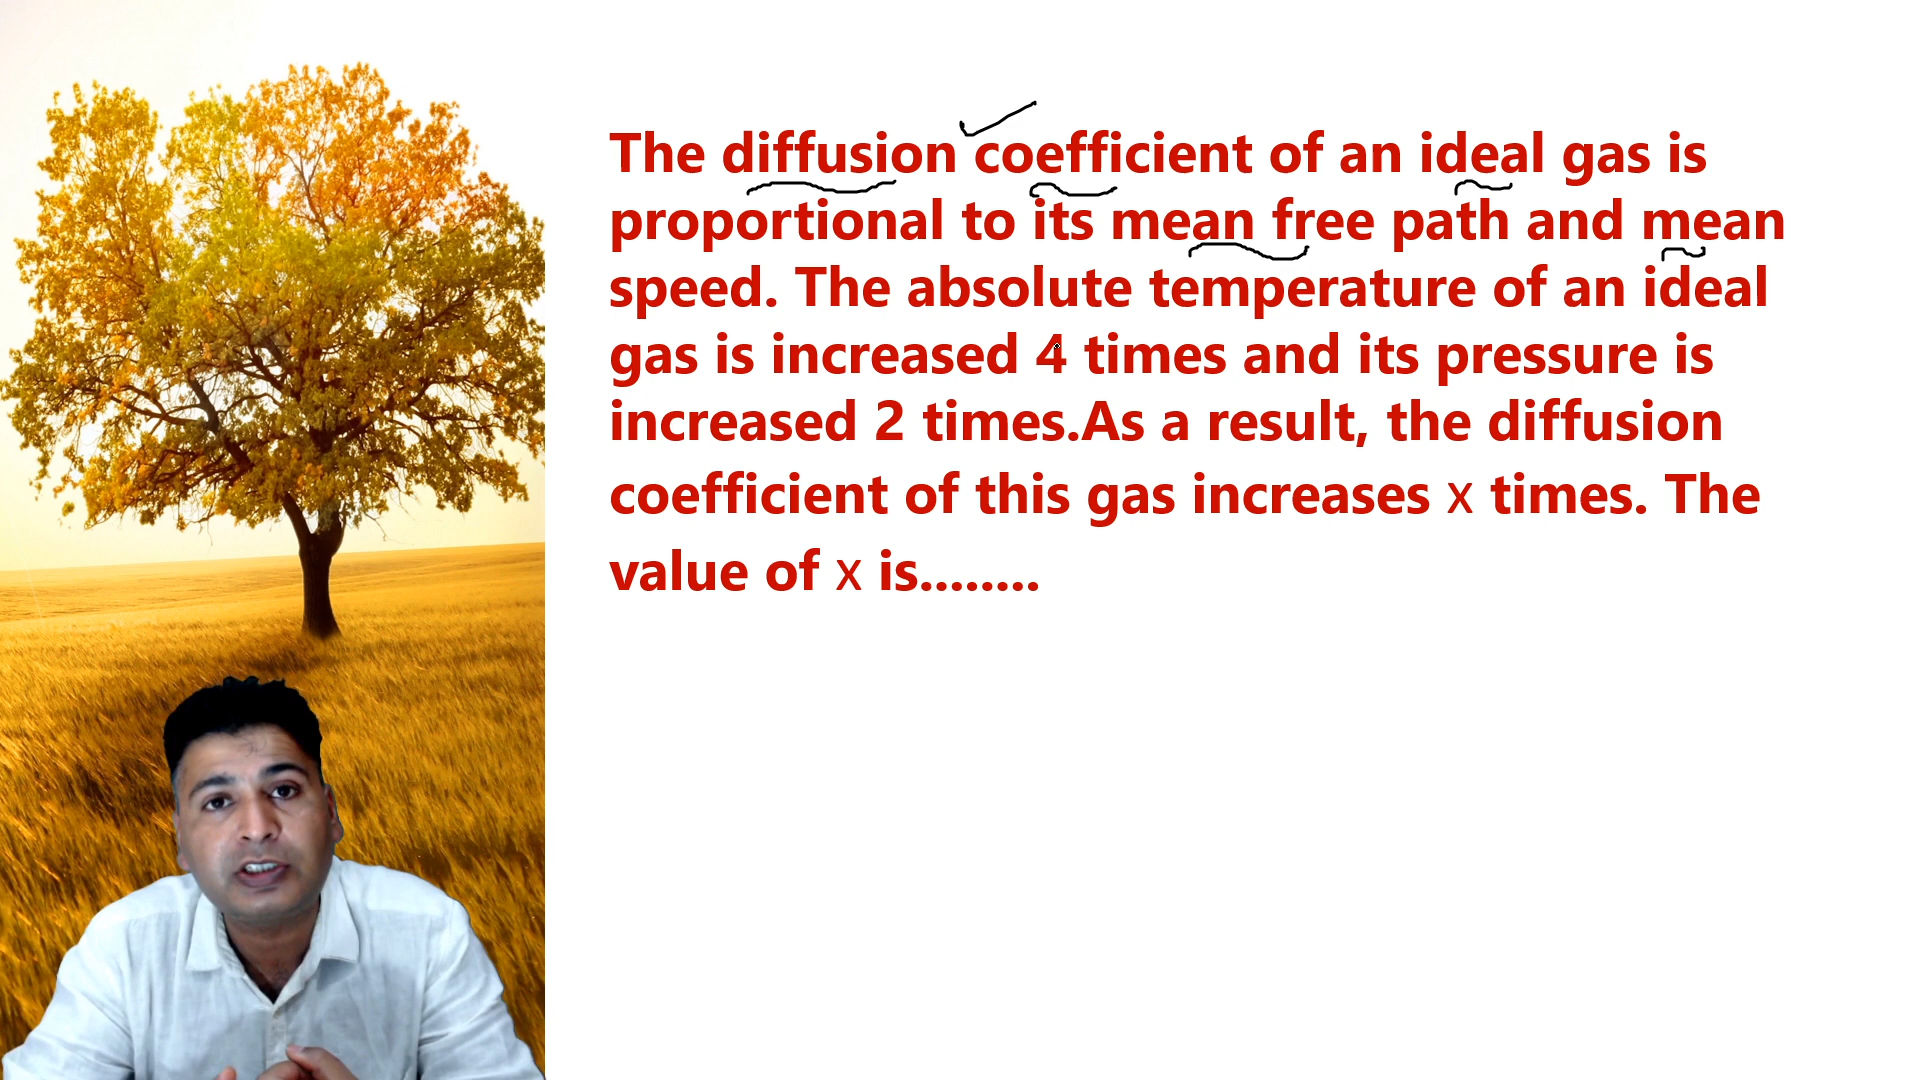 The diffusion coefficient of an ideal gas is
proportional to its mean free path and mean
speed. The absolute temperature of an ideal
gas is increased 4 times and its pressure is
increased 2 times.As a result, the diffusion
coefficient of this gas increases x times. The
value of x is........